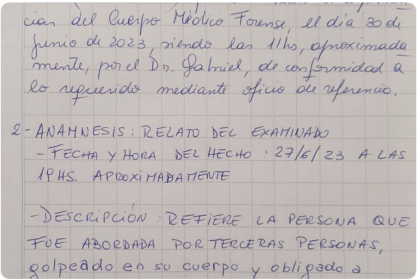 cias del Cuerpo Médico Forense, el día 30 de
junio de 2023, siendo las 11hs, aproximada
mente, por el Dr. Gabriel, de conformidad a
lo requerido mediante oficio de referencia.
2- ANAMNESIS: RELATO DEL EXAMINADO
- FECHA Y HORA DEL HECHO: 27/6/23 A LAS
19HS. APROXIMADAMENTE
- DESCRIPCIÓN: REFIERE LA PERSONA QUE
FUE ABORDADA POR TERCERAS PERSONAS,
golpeado en su cuerpo y obligado a